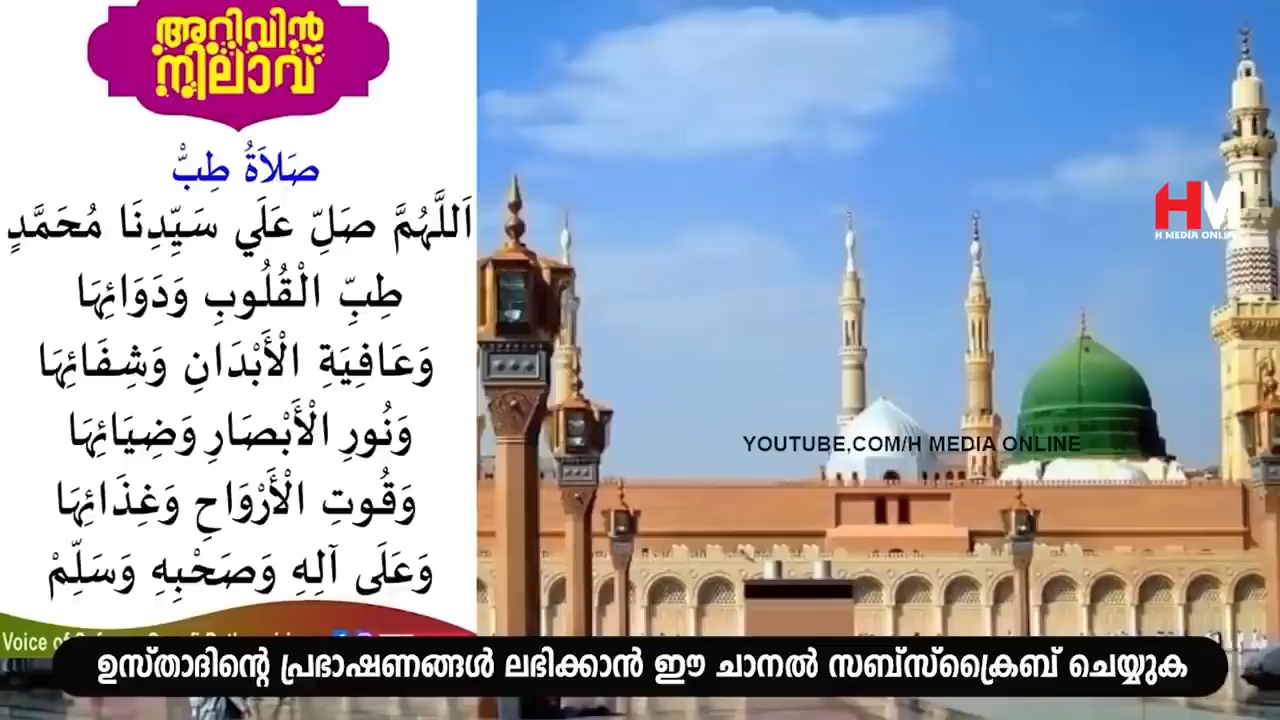 അറിവിൻ
നിലാവ്
صَلَاةُ طِبّْ
اَللَّهُمَّ صَلِّ عَلَي سَيِّدِنَا مُحَمَّدٍ
طِبِّ الْقُلُوبِ وَدَوَائِهَا
وَعَافِيَةِ الْأَبْدَانِ وَشِفَائِهَا
وَنُورِ الْأَبْصَارِ وَضِيَائِهَا
وَقُوتِ الْأَرْوَاحِ وَغِذَائِهَا
وَعَلَى آلِهِ وَصَحْبِهِ وَسَلِّمْ
Voice of
HM
H MEDIA ONLINE
YOUTUBE,COM/H MEDIA ONLINE
ഉസ്താദിന്റെ പ്രഭാഷണങ്ങൾ ലഭിക്കാൻ ഈ ചാനൽ സബ്സ്ക്രൈബ് ചെയ്യുക